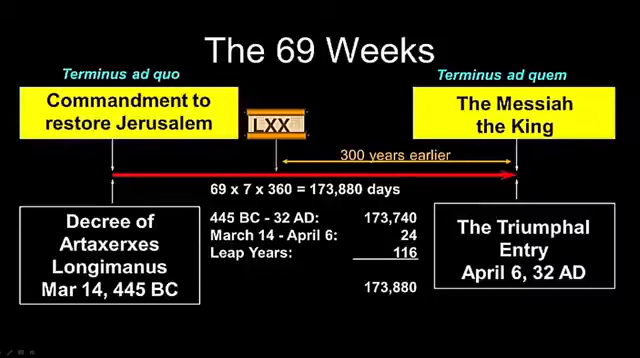 The 69 Weeks
Terminus ad quo
Terminus ad quem
Commandment to
restore Jerusalem
LXX
The Messiah
the King
300 years earlier
69 x 7 x 360 = 173,880 days
445 BC - 32 AD: 173,740
March 14 - April 6: 24
Leap Years: 116
173,880
Decree of
Artaxerxes
Longimanus
Mar 14, 445 BC
The Triumphal
Entry
April 6, 32 AD